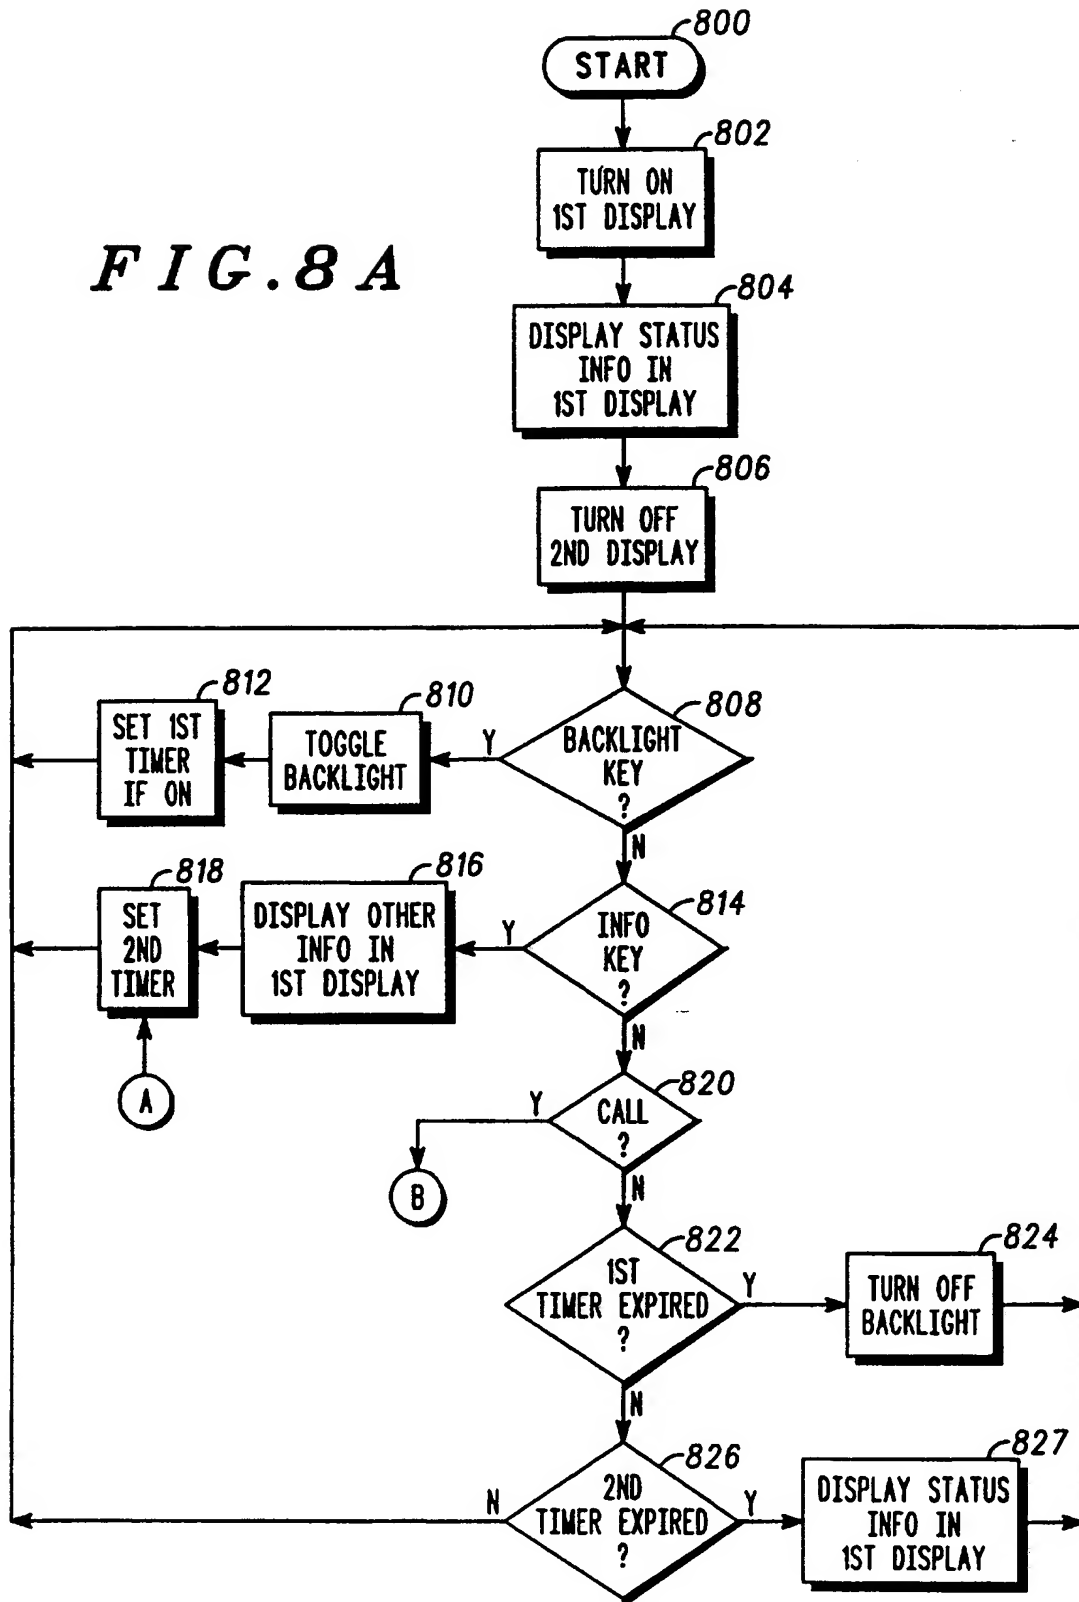 800
START
802
TURN ON
1ST DISPLAY
FIG.8A
804
DISPLAY STATUS
INFO IN
1ST DISPLAY
806
TURN OFF
2ND DISPLAY
812
SET 1ST
TIMER
IF ON
810
TOGGLE
BACKLIGHT
Y
808
BACKLIGHT
KEY
?
N
818
SET
2ND
TIMER
816
DISPLAY OTHER
INFO IN
1ST DISPLAY
Y
814
INFO
KEY
?
N
A
Y
820
CALL
?
B
N
822
1ST
TIMER EXPIRED
?
Y
824
TURN OFF
BACKLIGHT
N
N
826
2ND
TIMER EXPIRED
?
Y
827
DISPLAY STATUS
INFO IN
1ST DISPLAY